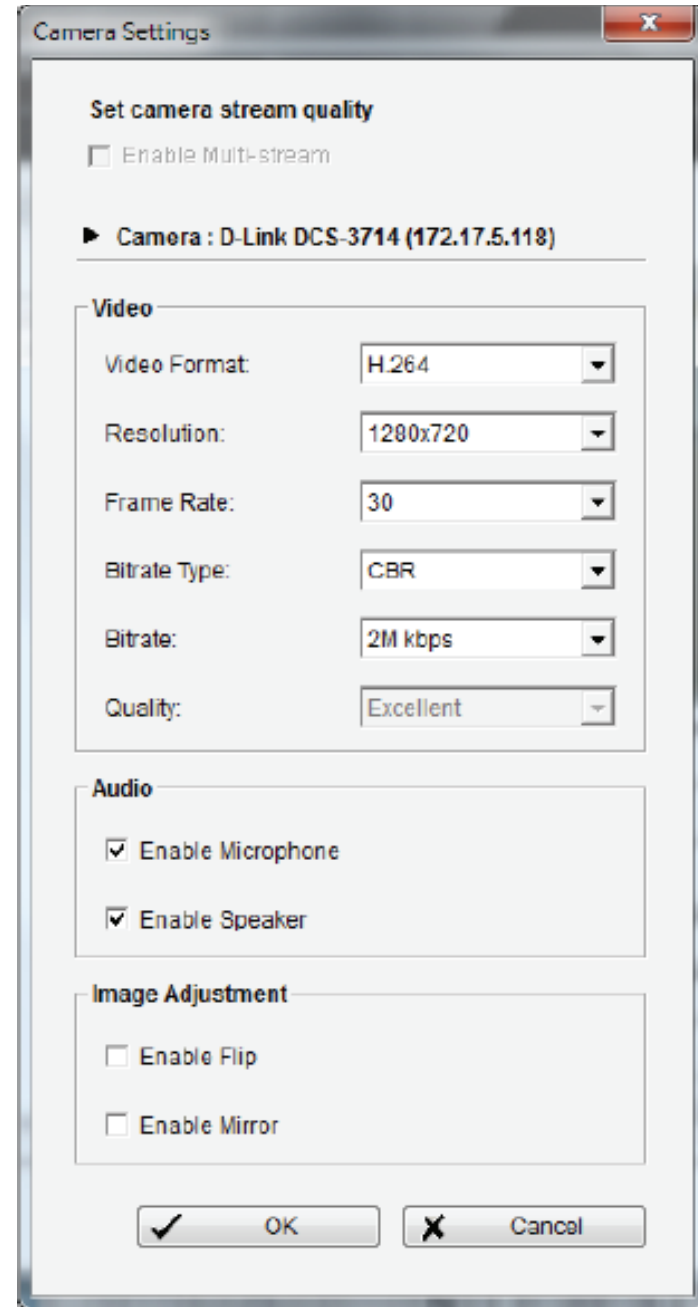 Camera Settings
Set camera stream quality
Enable Multi-stream
Camera : D-Link DCS-3714 (172.17.5.118)
Video
Video Format: H.264
Resolution: 1280x720
Frame Rate: 30
Bitrate Type: CBR
Bitrate: 2M kbps
Quality: Excellent
Audio
Enable Microphone
Enable Speaker
Image Adjustment
Enable Flip
Enable Mirror
OK Cancel